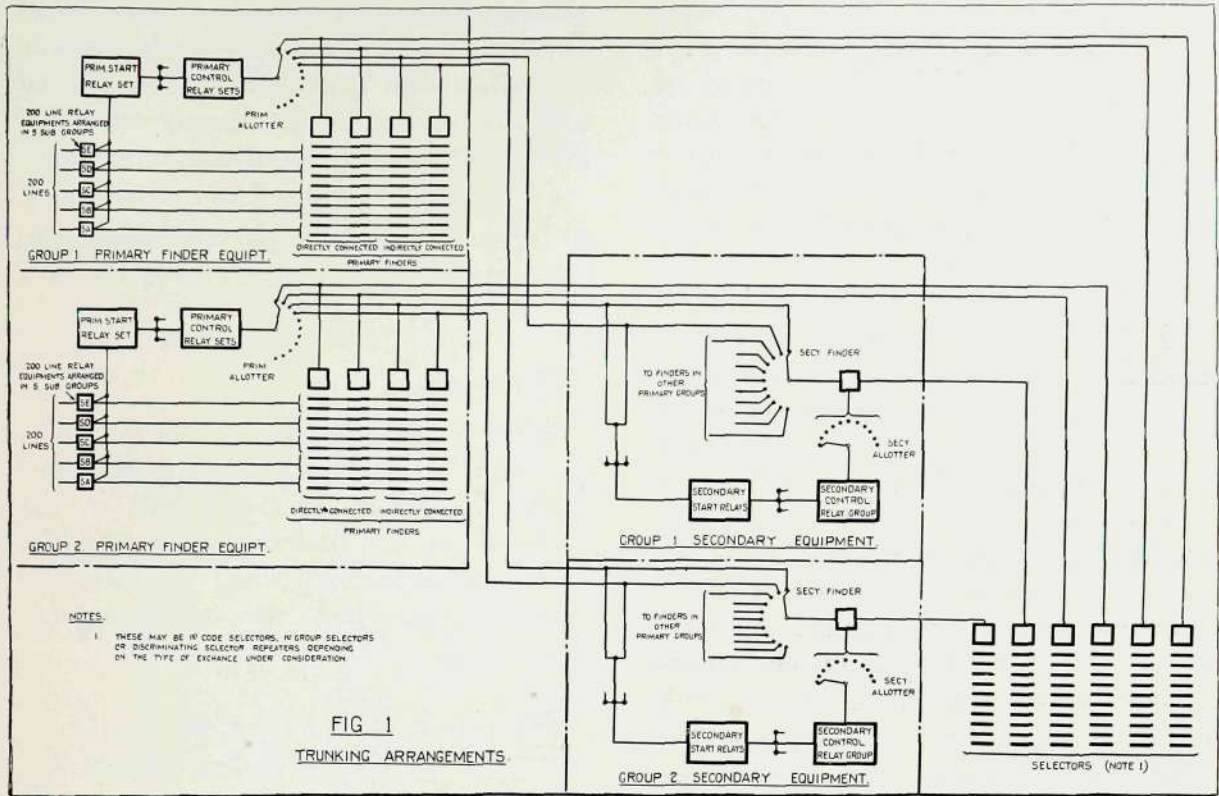 PRIM START
RELAY SET
PRIMARY
CONTROL
RELAY SETS
PRIM
ALLOTTER
200 LINE RELAY
EQUIPMENTS ARRANGED
IN 5 SUB GROUPS
200
LINES
SE
SD
SC
SB
SA
DIRECTLY CONNECTED
INDIRECTLY CONNECTED
PRIMARY FINDERS
GROUP 1 PRIMARY FINDER EQUIPT.
PRIM START
RELAY SET
PRIMARY
CONTROL
RELAY SETS
PRIM
ALLOTTER
200 LINE RELAY
EQUIPMENTS ARRANGED
IN 5 SUB GROUPS
200
LINES
SE
SD
SC
SB
SA
DIRECTLY CONNECTED
INDIRECTLY CONNECTED
PRIMARY FINDERS
GROUP 2. PRIMARY FINDER EQUIPT.
TO FINDERS IN
OTHER
PRIMARY GROUPS
SECY. FINDER
SECY.
ALLOTTER
SECONDARY
START RELAYS
SECONDARY
CONTROL
RELAY GROUP
GROUP 1 SECONDARY EQUIPMENT.
TO FINDERS IN
OTHER
PRIMARY GROUPS
SECY. FINDER
SECY
ALLOTTER
SECONDARY
START RELAYS
SECONDARY
CONTROL
RELAY GROUP
GROUP 2 SECONDARY EQUIPMENT.
SELECTORS (NOTE 1)
NOTES.
1. THESE MAY BE CODE SELECTORS, GROUP SELECTORS
OR DISCRIMINATING SELECTOR REPEATERS DEPENDING
ON THE TYPE OF EXCHANGE UNDER CONSIDERATION.
FIG 1
TRUNKING ARRANGEMENTS.